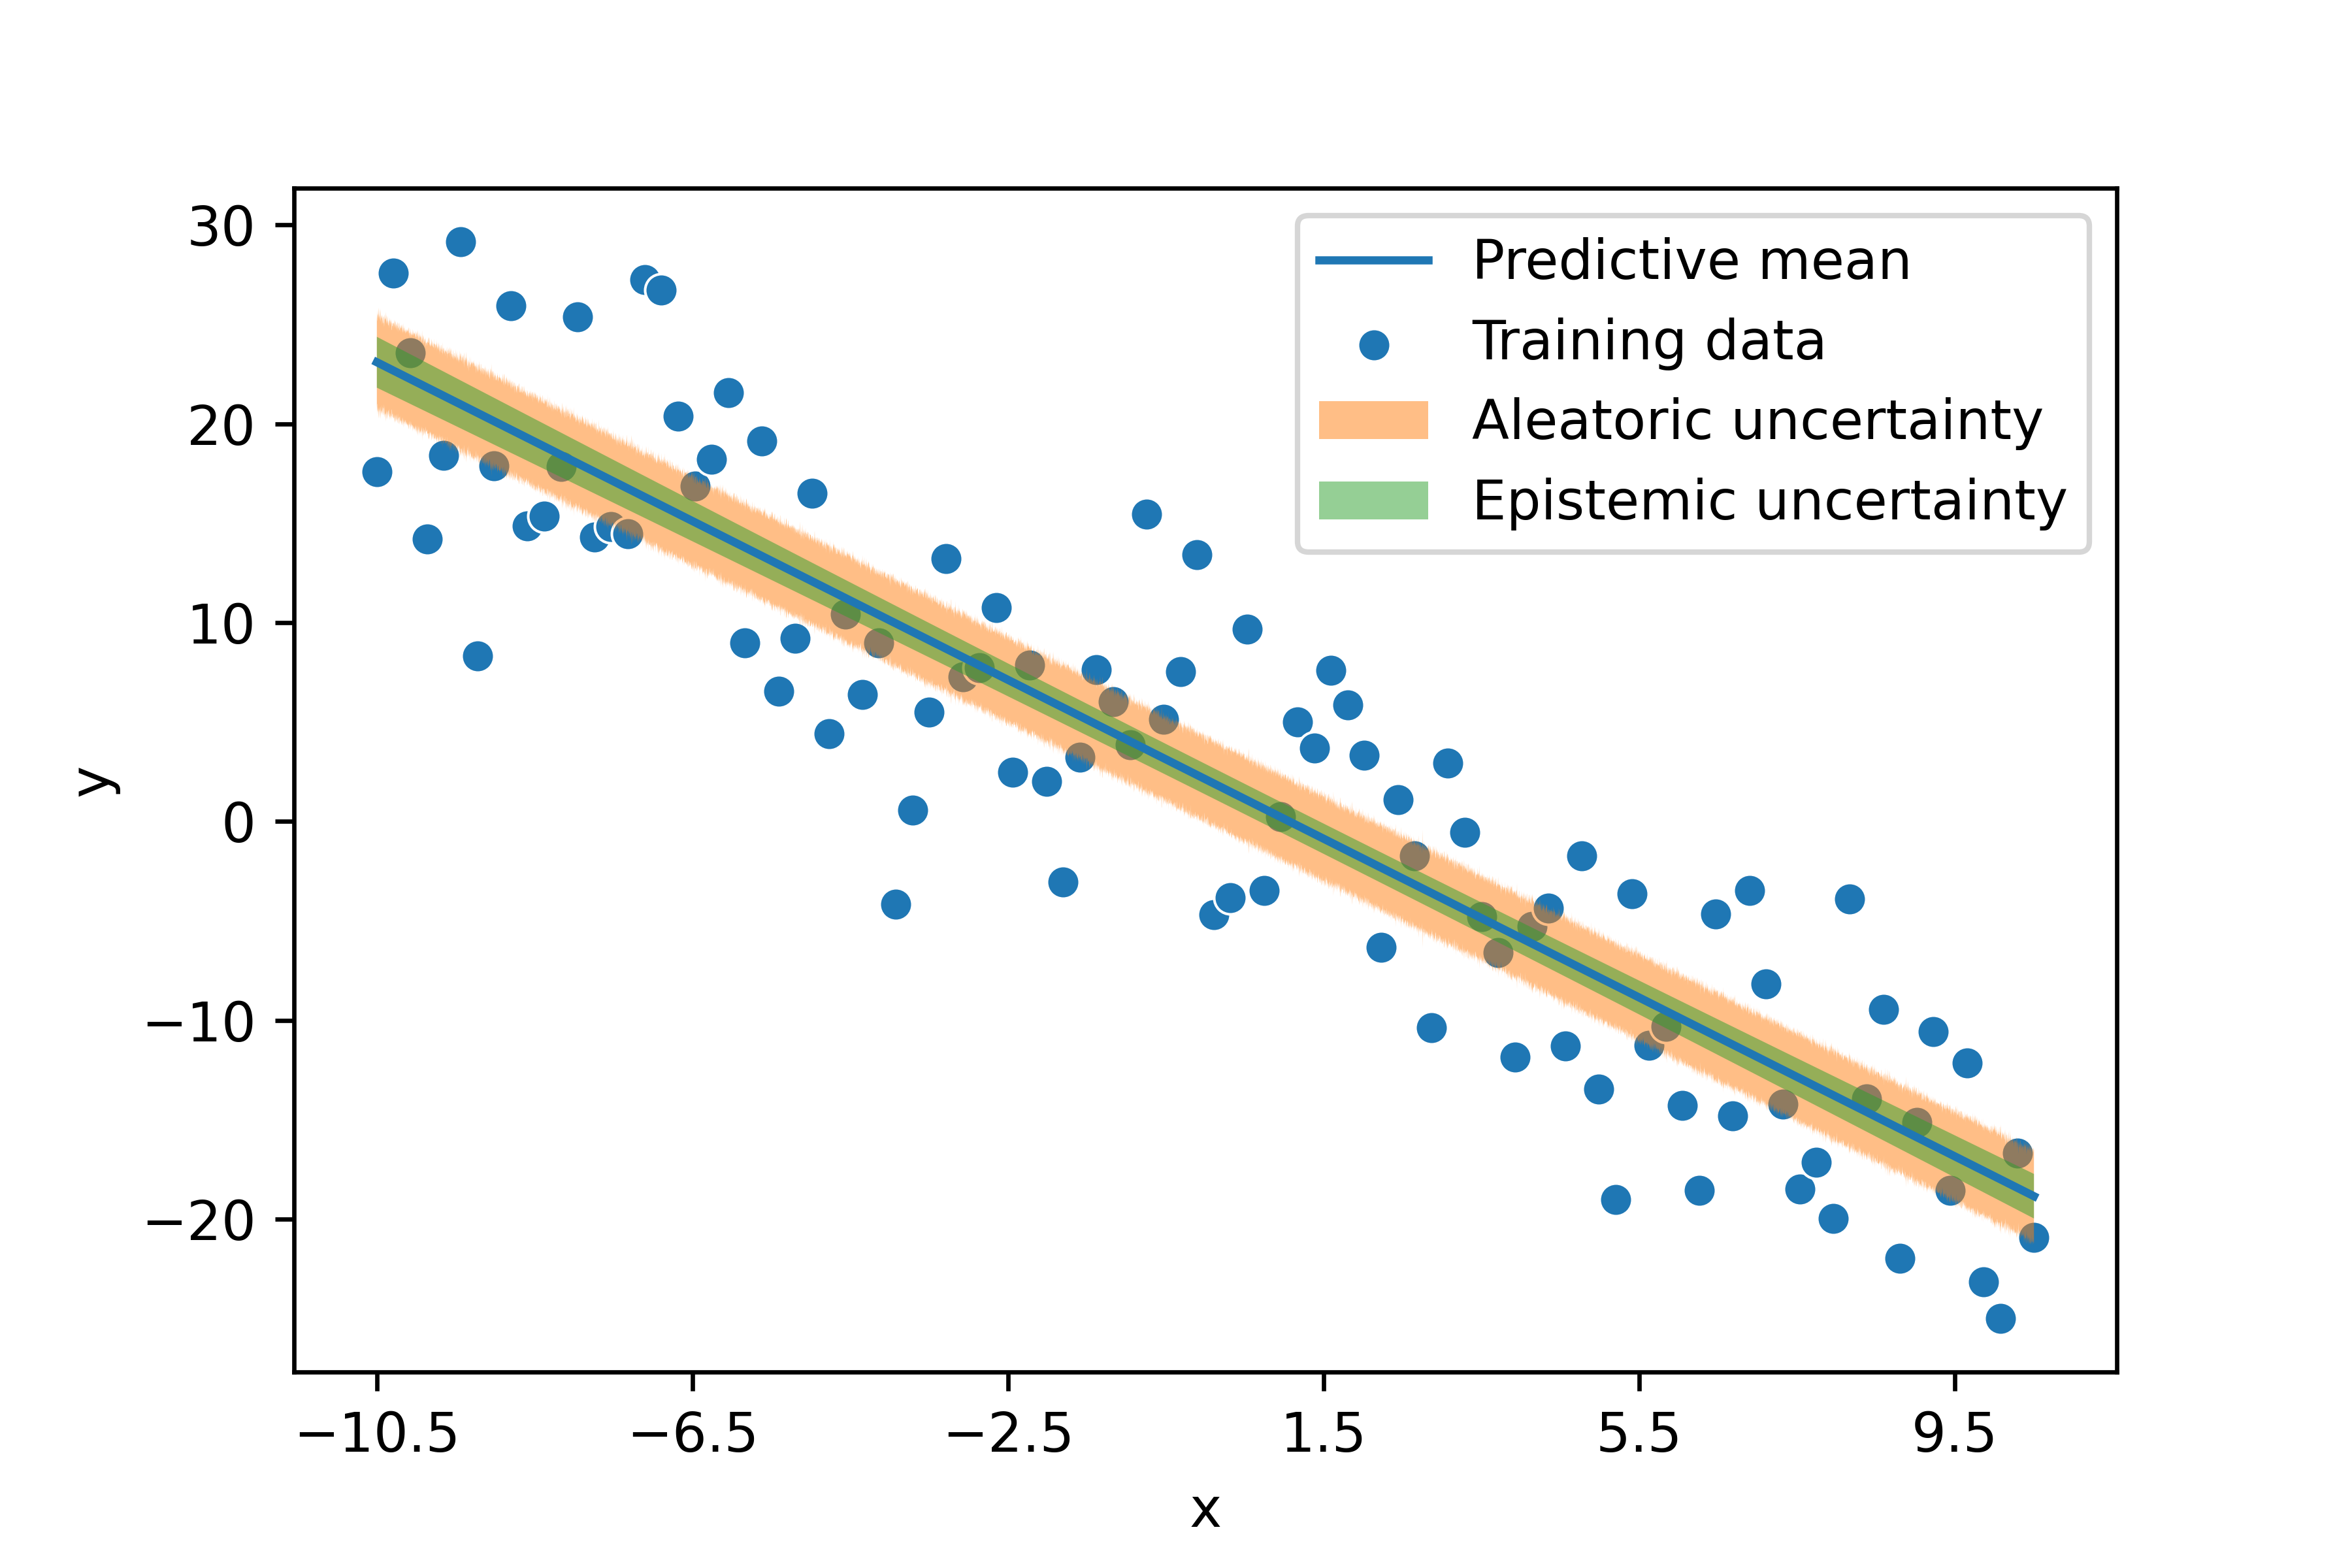 Predictive mean
Training data
Aleatoric uncertainty
Epistemic uncertainty
30
20
10
0
−10
−20
y
−10.5 −6.5 −2.5 1.5 5.5 9.5
x